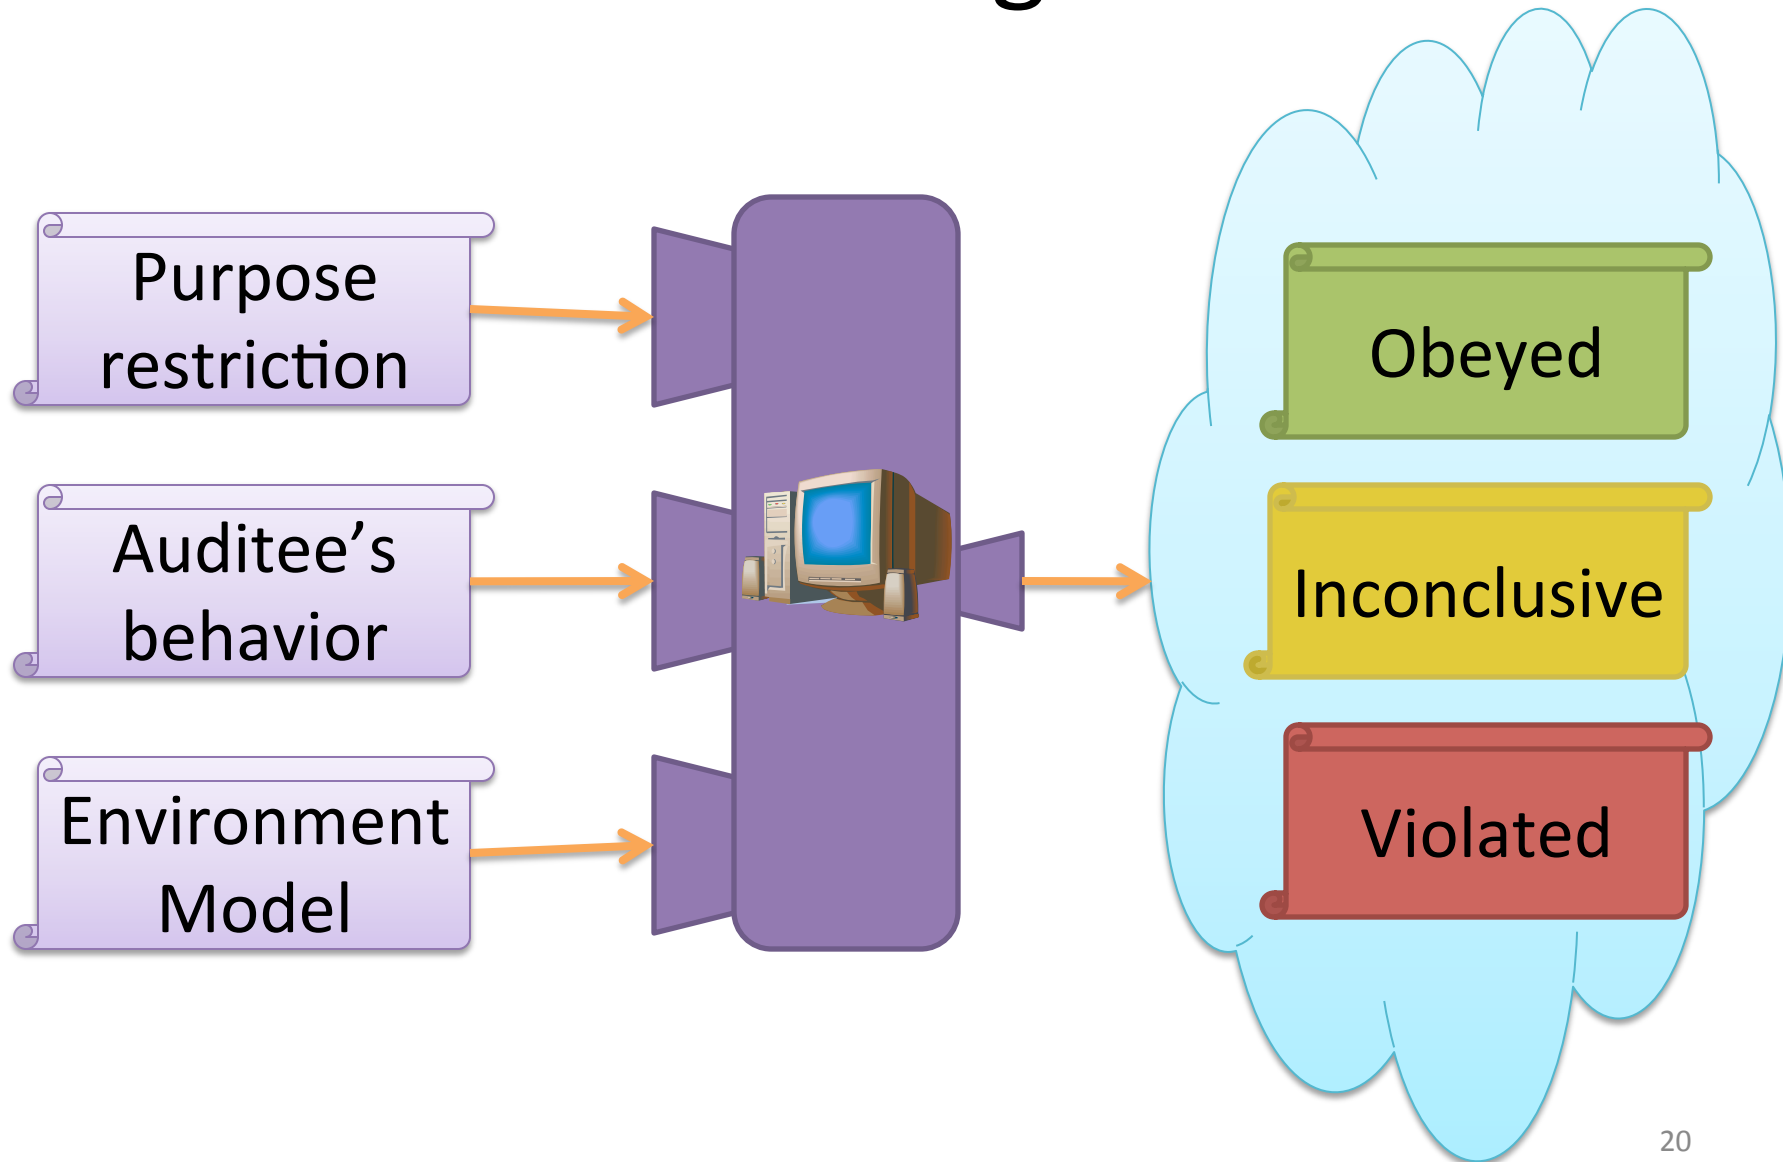 Purpose
restriction
Auditee’s
behavior
Environment
Model
Obeyed
Inconclusive
Violated
20